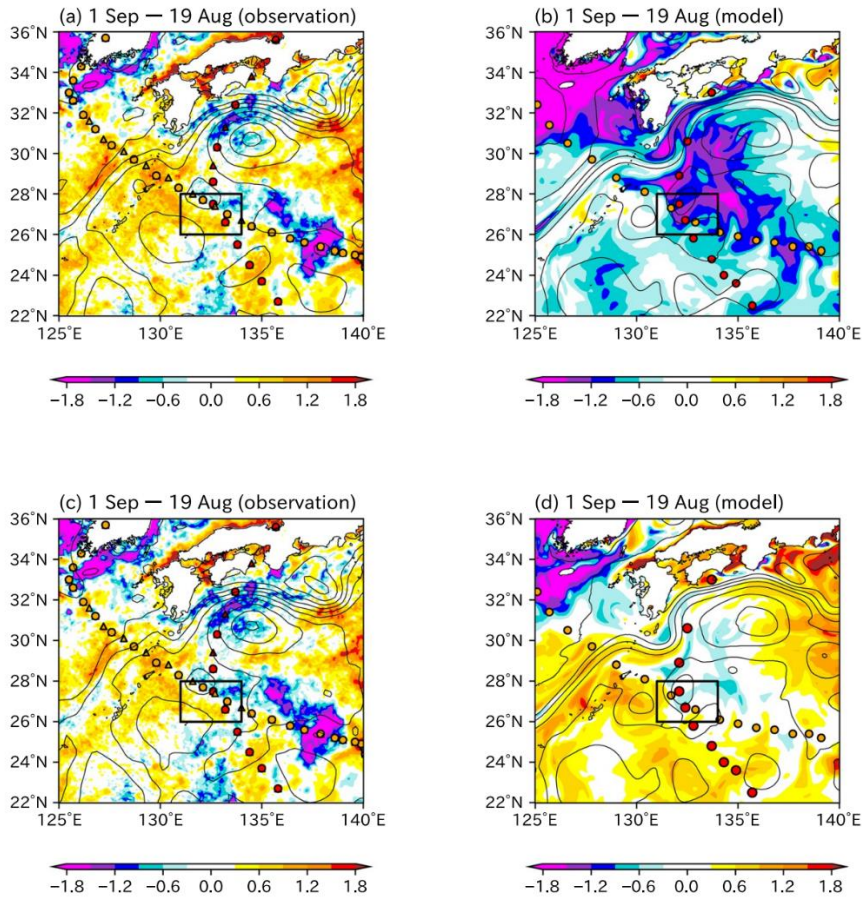 (a) 1 Sep — 19 Aug (observation)
(b) 1 Sep — 19 Aug (model)
36°N
34°N
32°N
30°N
28°N
26°N
24°N
22°N
125°E 130°E 135°E 140°E
−1.8 −1.2 −0.6 0.0 0.6 1.2 1.8
36°N
34°N
32°N
30°N
28°N
26°N
24°N
22°N
125°E 130°E 135°E 140°E
−1.8 −1.2 −0.6 0.0 0.6 1.2 1.8
(c) 1 Sep — 19 Aug (observation)
(d) 1 Sep — 19 Aug (model)
36°N
34°N
32°N
30°N
28°N
26°N
24°N
22°N
125°E 130°E 135°E 140°E
−1.8 −1.2 −0.6 0.0 0.6 1.2 1.8
36°N
34°N
32°N
30°N
28°N
26°N
24°N
22°N
125°E 130°E 135°E 140°E
−1.8 −1.2 −0.6 0.0 0.6 1.2 1.8